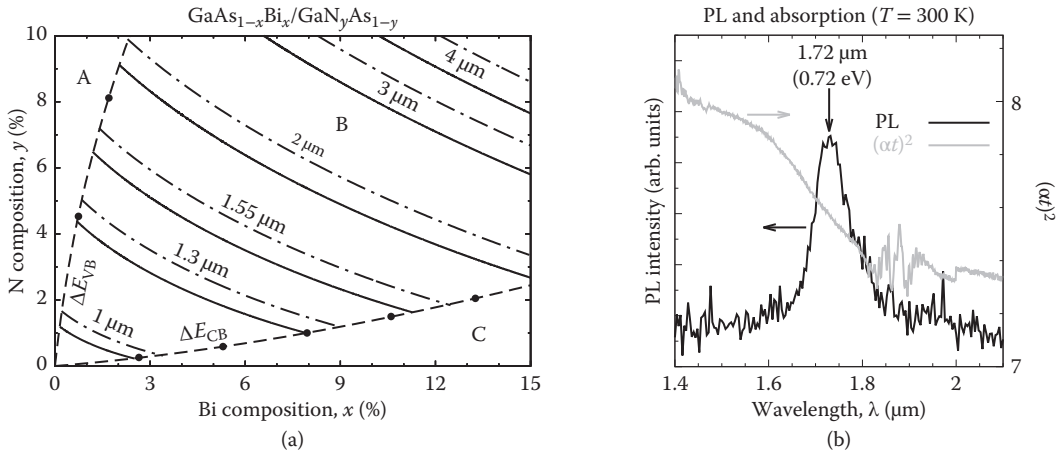 GaAs₁₋ₓBiₓ/GaNᵧAs₁₋ᵧ
N composition, y (%)
10
8
6
4
2
0
A
B
C
4 μm
3 μm
2 μm
1.55 μm
1.3 μm
1 μm
ΔE_VB
ΔE_CB
0 3 6 9 12 15
Bi composition, x (%)
(a)
PL and absorption (T = 300 K)
1.72 μm
(0.72 eV)
PL
(αt)²
PL intensity (arb. units)
8
7
(αt)²
1.4 1.6 1.8 2
Wavelength, λ (μm)
(b)